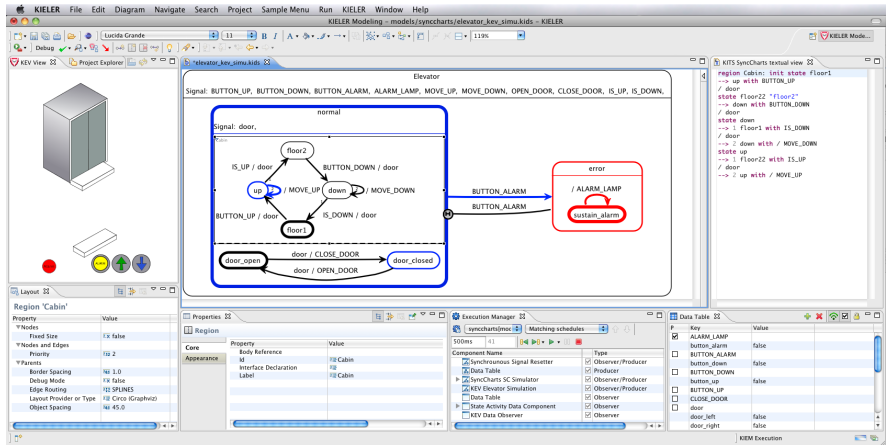 KIELER File Edit Diagram Navigate Search Project Sample Menu Run KIELER Window Help
KIELER Modeling – models/synccharts/elevator_kev_simu.kids – KIELER
Lucida Grande 11 B I A 119% KIELER Mode...
Debug
KEV View Project Explorer
*elevator_kev_simu.kids
KITS SyncCharts textual view
ALARM
Elevator
Signal: BUTTON_UP, BUTTON_DOWN, BUTTON_ALARM, ALARM_LAMP, MOVE_UP, MOVE_DOWN, OPEN_DOOR, CLOSE_DOOR, IS_UP, IS_DOWN,
normal
Signal: door,
Cabin
floor2
IS_UP / door
BUTTON_DOWN / door
up
/ MOVE_UP
down
/ MOVE_DOWN
BUTTON_UP / door
IS_DOWN / door
floor1
door_open
door / CLOSE_DOOR
door_closed
door / OPEN_DOOR
BUTTON_ALARM
BUTTON_ALARM
H
error
/ ALARM_LAMP
sustain_alarm
region Cabin: init state floor1
--> up with BUTTON_UP
/ door
state floor22 "floor2"
--> down with BUTTON_DOWN
/ door
state down
--> 1 floor1 with IS_DOWN
/ door
--> 2 down with / MOVE_DOWN
state up
--> 1 floor22 with IS_UP
/ door
--> 2 up with / MOVE_UP
Layout
Region 'Cabin'
Property Value
Nodes
Fixed Size false
Nodes and Edges
Priority 2
Parents
Border Spacing 1.0
Debug Mode false
Edge Routing SPLINES
Layout Provider or Type Circo (Graphviz)
Object Spacing 45.0
Properties
Region
Core
Appearance
Property Value
Body Reference
Id Cabin
Interface Declaration
Label Cabin
Execution Manager
Matching schedules
500ms 41
Component Name Type
Synchrounous Signal Resetter Observer/Producer
Data Table Producer
SyncCharts SC Simulator Observer/Producer
KEV Elevator Simulation Observer/Producer
Data Table Observer
State Activity Data Component Observer
KEV Data Observer Observer
Data Table
P Key Value
ALARM_LAMP
button_alarm false
BUTTON_ALARM
button_down false
BUTTON_DOWN
button_up false
BUTTON_UP
CLOSE_DOOR
door
door_left false
door_right false
KIEM Execution